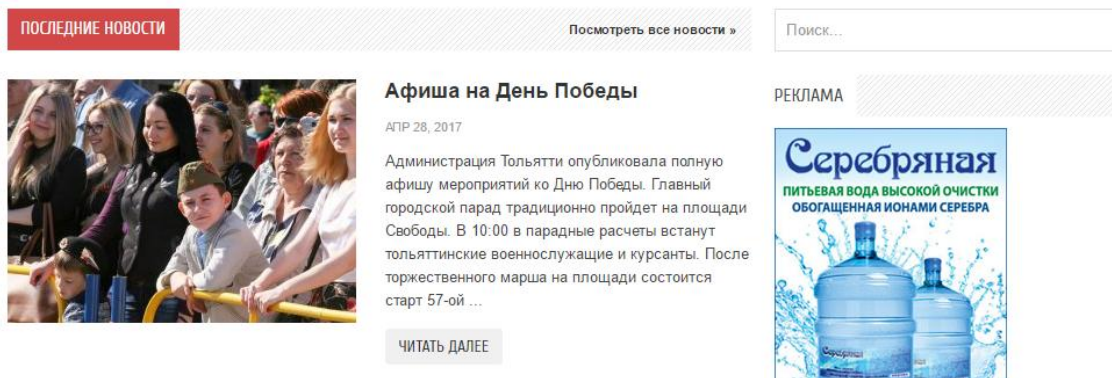 ПОСЛЕДНИЕ НОВОСТИ
Посмотреть все новости »
Афиша на День Победы
АПР 28, 2017
Администрация Тольятти опубликовала полную
афишу мероприятий ко Дню Победы. Главный
городской парад традиционно пройдет на площади
Свободы. В 10:00 в парадные расчеты встанут
тольяттинские военнослужащие и курсанты. После
торжественного марша на площади состоится
старт 57-ой ...
ЧИТАТЬ ДАЛЕЕ
Поиск...
РЕКЛАМА
Серебряная
ПИТЬЕВАЯ ВОДА ВЫСОКОЙ ОЧИСТКИ
ОБОГАЩЕННАЯ ИОНАМИ СЕРЕБРА
Серебряная